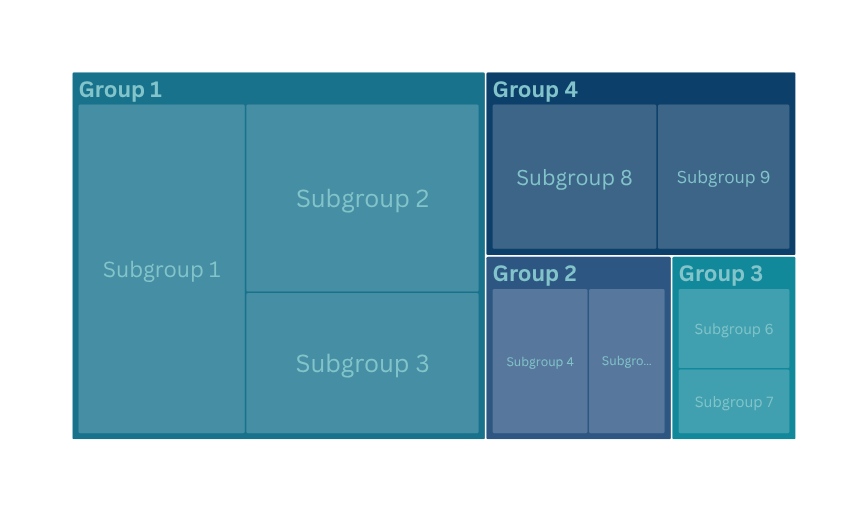 Group 1
Subgroup 1
Subgroup 2
Subgroup 3
Group 4
Subgroup 8
Subgroup 9
Group 2
Subgroup 4
Subgro...
Group 3
Subgroup 6
Subgroup 7